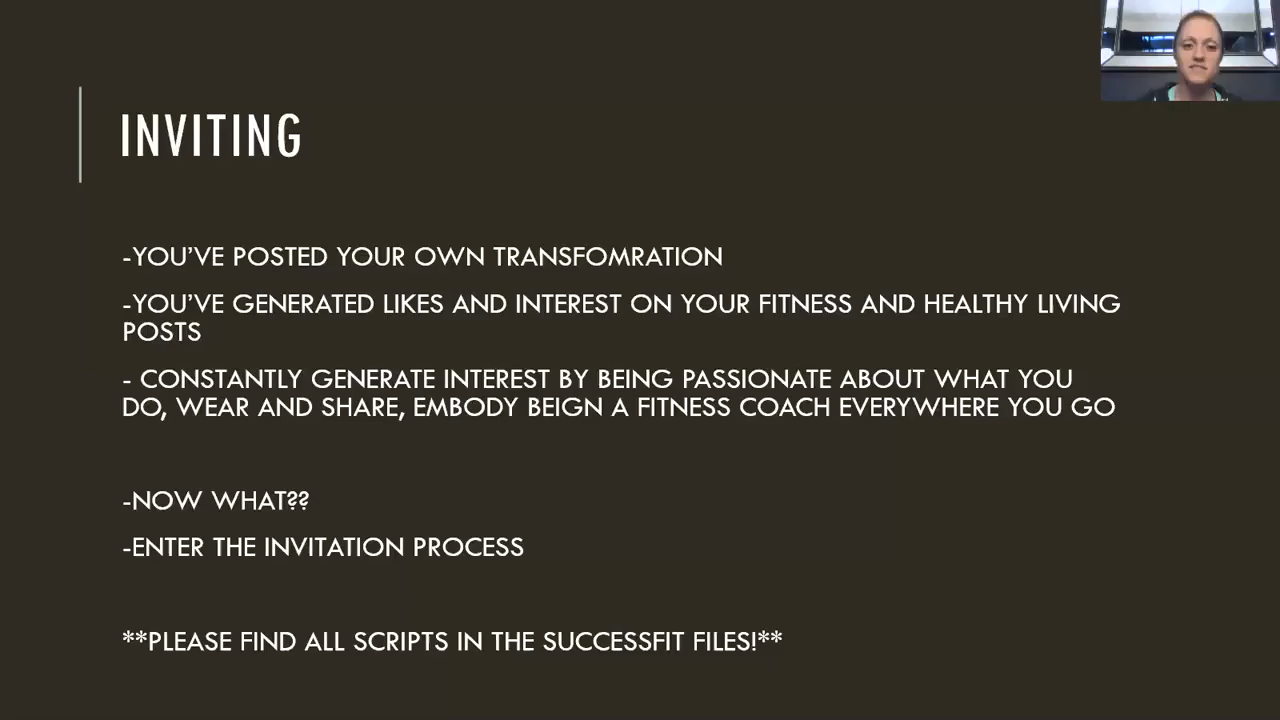 INVITING
-YOU'VE POSTED YOUR OWN TRANSFOMRATION
-YOU'VE GENERATED LIKES AND INTEREST ON YOUR FITNESS AND HEALTHY LIVING
POSTS
- CONSTANTLY GENERATE INTEREST BY BEING PASSIONATE ABOUT WHAT YOU
DO, WEAR AND SHARE, EMBODY BEIGN A FITNESS COACH EVERYWHERE YOU GO
-NOW WHAT??
-ENTER THE INVITATION PROCESS
**PLEASE FIND ALL SCRIPTS IN THE SUCCESSFIT FILES!**